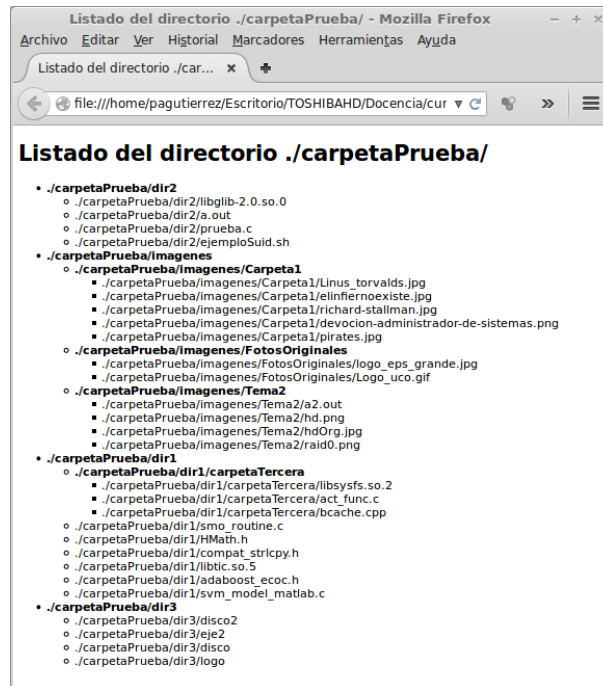 Listado del directorio ./carpetaPrueba/ - Mozilla Firefox
Archivo Editar Ver Historial Marcadores Herramientas Ayuda
Listado del directorio ./car...
file:///home/pagutierrez/Escritorio/TOSHIBAHD/Docencia/cur
Listado del directorio ./carpetaPrueba/
./carpetaPrueba/dir2
./carpetaPrueba/dir2/libglib-2.0.so.0
./carpetaPrueba/dir2/a.out
./carpetaPrueba/dir2/prueba.c
./carpetaPrueba/dir2/ejemploSuid.sh
./carpetaPrueba/imagenes
./carpetaPrueba/imagenes/Carpeta1
./carpetaPrueba/imagenes/Carpeta1/Linus_torvalds.jpg
./carpetaPrueba/imagenes/Carpeta1/elinfiernoexiste.jpg
./carpetaPrueba/imagenes/Carpeta1/richard-stallman.jpg
./carpetaPrueba/imagenes/Carpeta1/devocion-administrador-de-sistemas.png
./carpetaPrueba/imagenes/Carpeta1/pirates.jpg
./carpetaPrueba/imagenes/FotosOriginales
./carpetaPrueba/imagenes/FotosOriginales/logo_eps_grande.jpg
./carpetaPrueba/imagenes/FotosOriginales/Logo_uco.gif
./carpetaPrueba/imagenes/Tema2
./carpetaPrueba/imagenes/Tema2/a2.out
./carpetaPrueba/imagenes/Tema2/hd.png
./carpetaPrueba/imagenes/Tema2/hdOrg.jpg
./carpetaPrueba/imagenes/Tema2/raid0.png
./carpetaPrueba/dir1
./carpetaPrueba/dir1/carpetaTercera
./carpetaPrueba/dir1/carpetaTercera/libsysfs.so.2
./carpetaPrueba/dir1/carpetaTercera/act_func.c
./carpetaPrueba/dir1/carpetaTercera/bcache.cpp
./carpetaPrueba/dir1/smo_routine.c
./carpetaPrueba/dir1/HMath.h
./carpetaPrueba/dir1/compat_strlcpy.h
./carpetaPrueba/dir1/libtic.so.5
./carpetaPrueba/dir1/adaboost_ecoc.h
./carpetaPrueba/dir1/svm_model_matlab.c
./carpetaPrueba/dir3
./carpetaPrueba/dir3/disco2
./carpetaPrueba/dir3/eje2
./carpetaPrueba/dir3/disco
./carpetaPrueba/dir3/logo